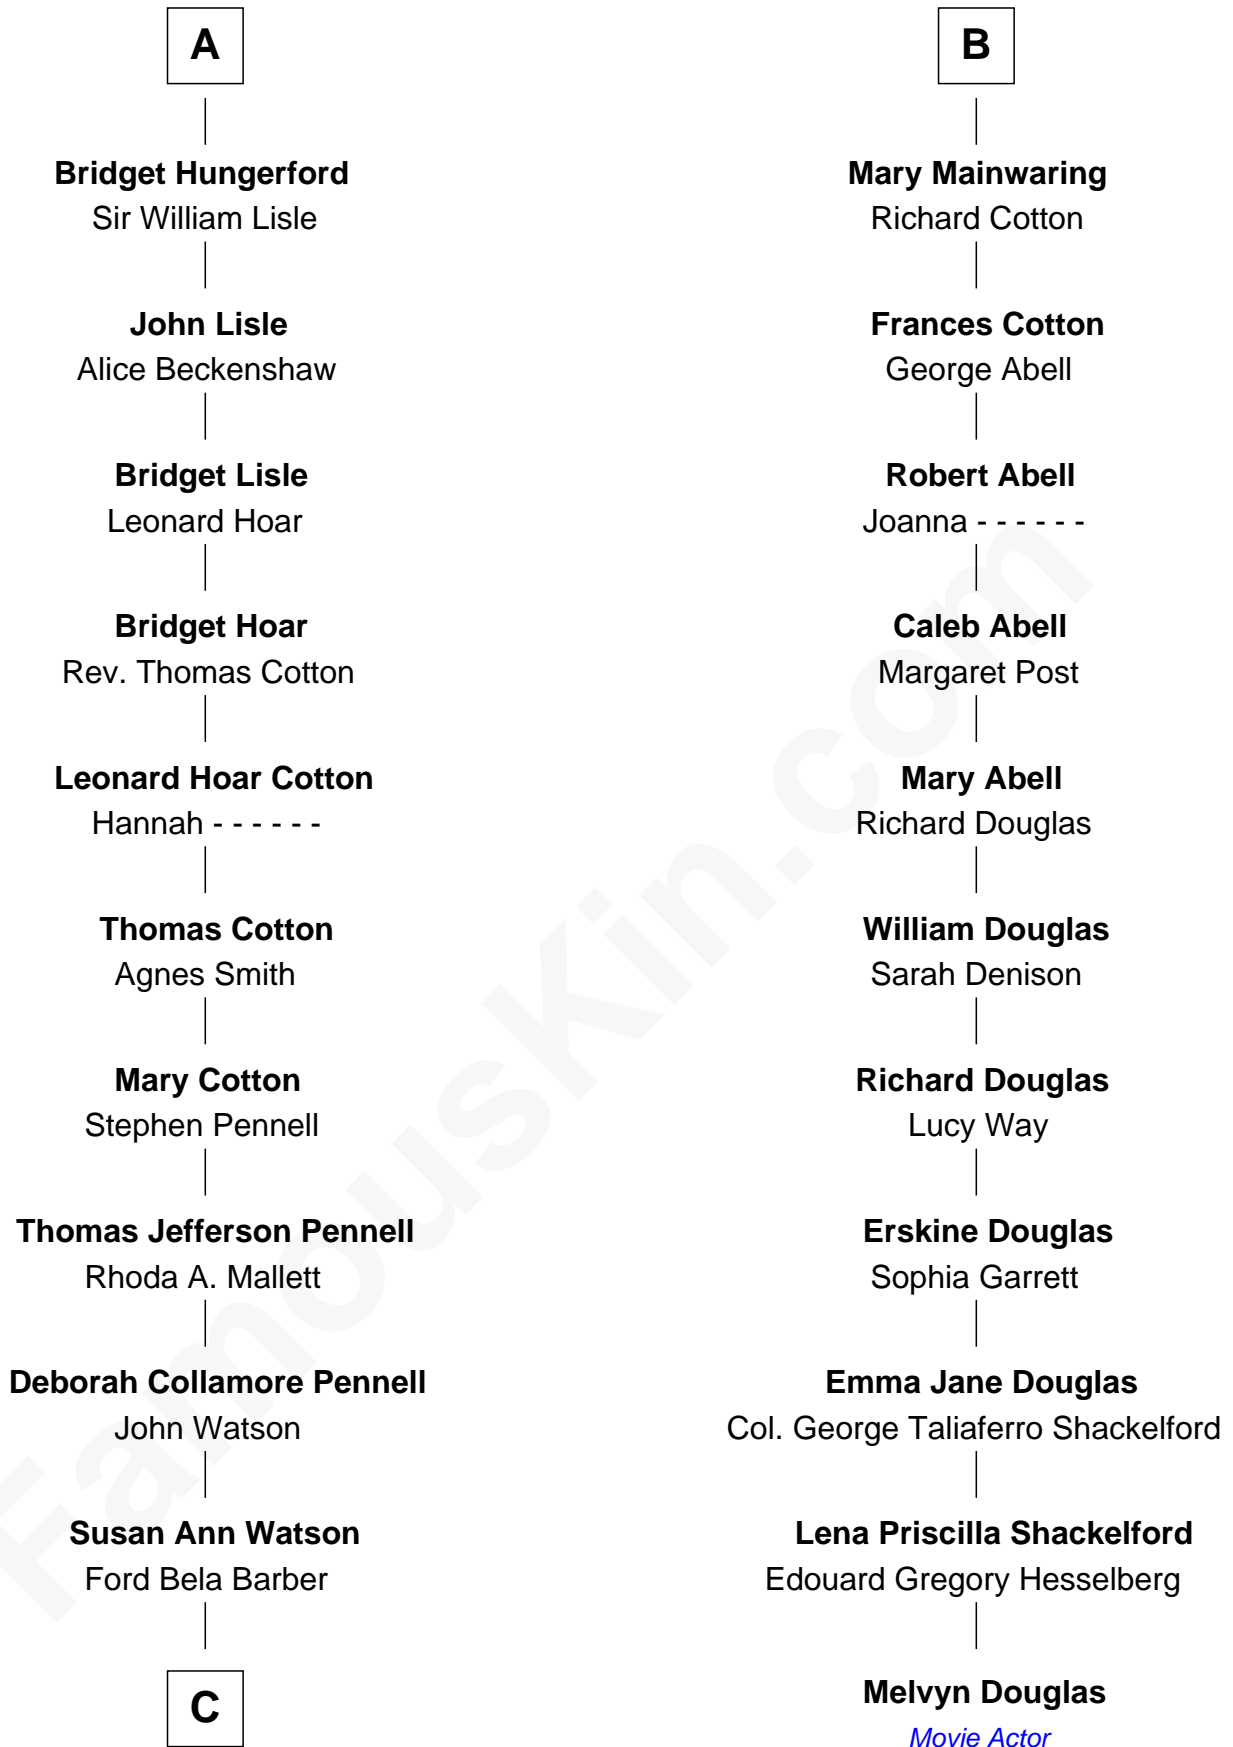 A
Bridget Hungerford
Sir William Lisle
John Lisle
Alice Beckenshaw
Bridget Lisle
Leonard Hoar
Bridget Hoar
Rev. Thomas Cotton
Leonard Hoar Cotton
Hannah - - - - - -
Thomas Cotton
Agnes Smith
Mary Cotton
Stephen Pennell
Thomas Jefferson Pennell
Rhoda A. Mallett
Deborah Collamore Pennell
John Watson
Susan Ann Watson
Ford Bela Barber
C
B
Mary Mainwaring
Richard Cotton
Frances Cotton
George Abell
Robert Abell
Joanna - - - - - -
Caleb Abell
Margaret Post
Mary Abell
Richard Douglas
William Douglas
Sarah Denison
Richard Douglas
Lucy Way
Erskine Douglas
Sophia Garrett
Emma Jane Douglas
Col. George Taliaferro Shackelford
Lena Priscilla Shackelford
Edouard Gregory Hesselberg
Melvyn Douglas
Movie Actor
FamousKin.com